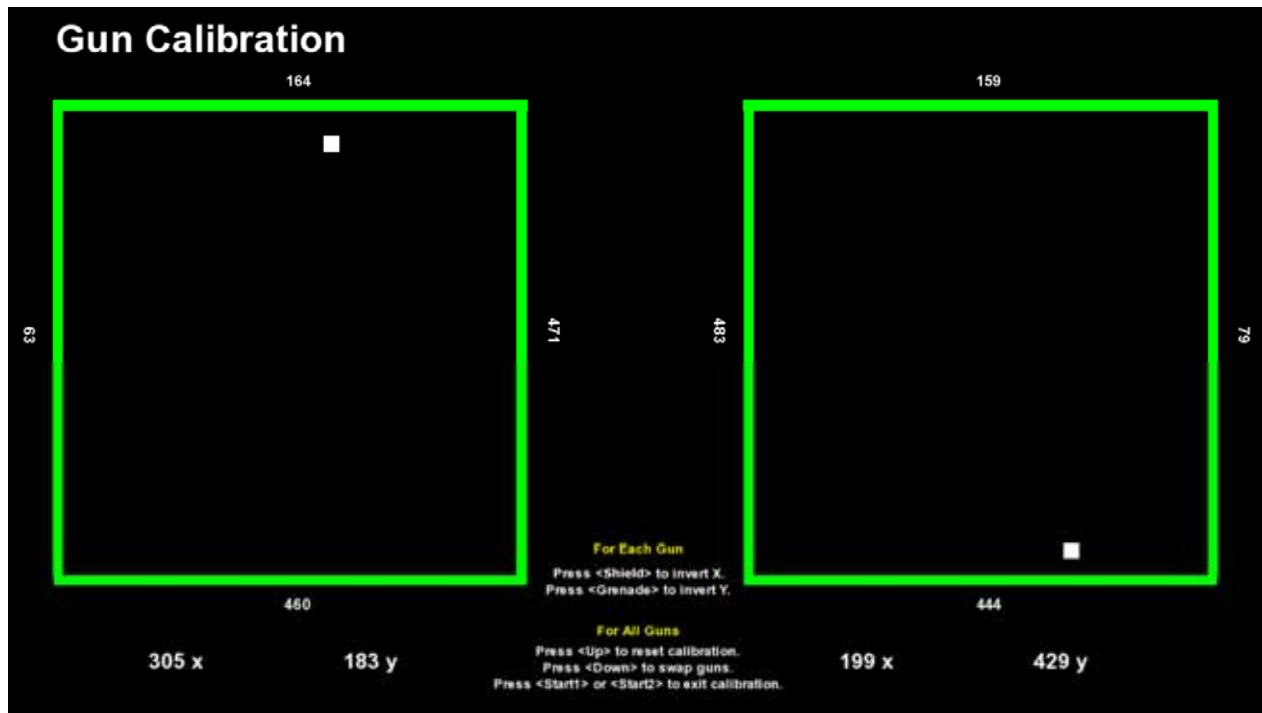 Gun Calibration
164
159
63
471
483
79
For Each Gun
Press <Shield> to invert X.
Press <Grenade> to invert Y.
460
444
For All Guns
305 x
183 y
Press <Up> to reset calibration.
Press <Down> to swap guns.
Press <Start1> or <Start2> to exit calibration.
199 x
429 y